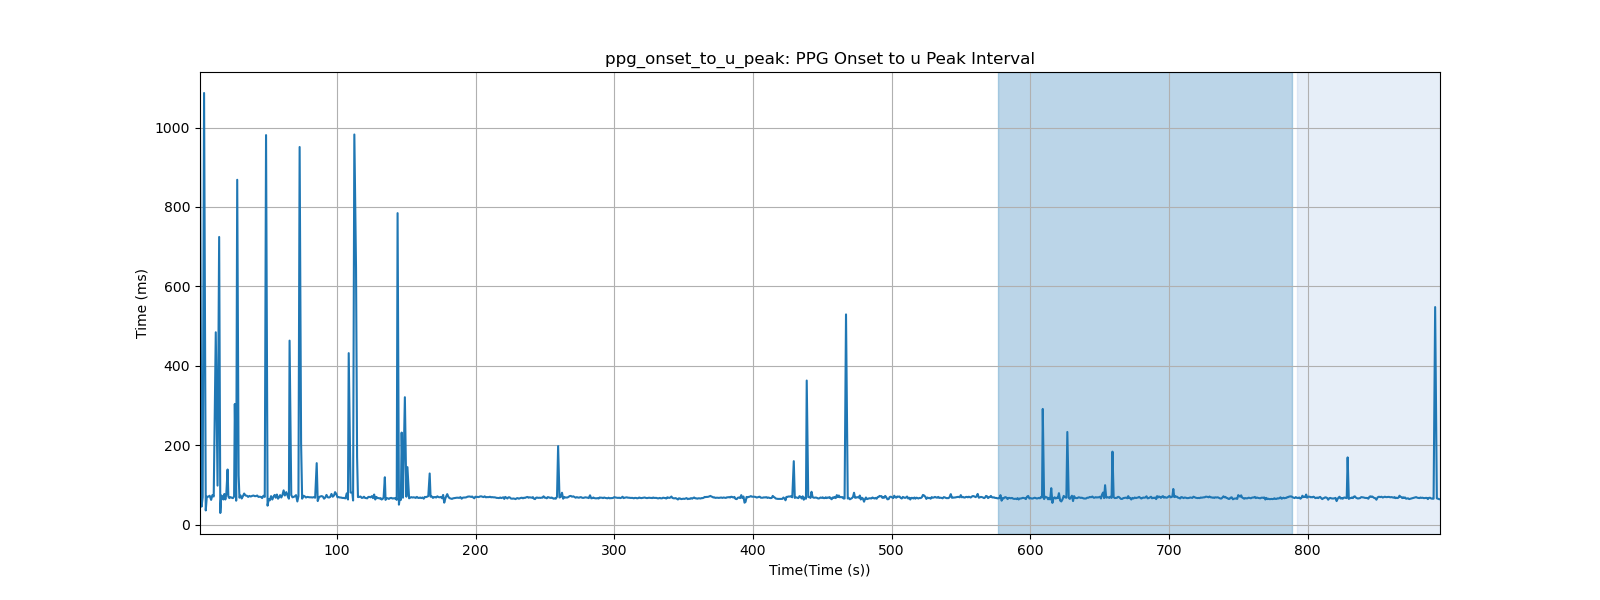 ppg_onset_to_u_peak: PPG Onset to u Peak Interval
Time (ms)
1000
800
600
400
200
0
100 200 300 400 500 600 700 800
Time(Time (s))